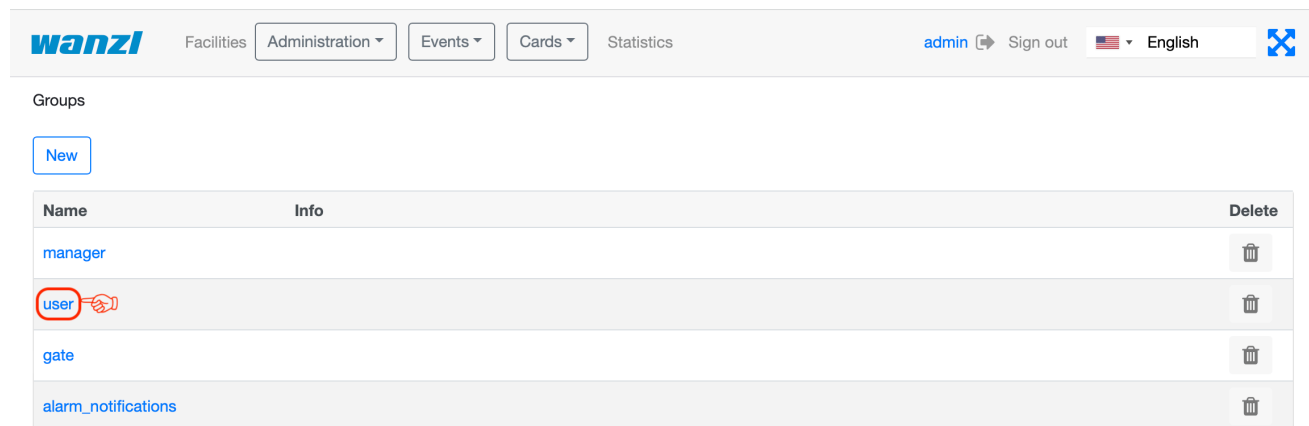 wanzl Facilities Administration Events Cards Statistics admin Sign out English
Groups
New
Name Info Delete
manager
user
gate
alarm_notifications